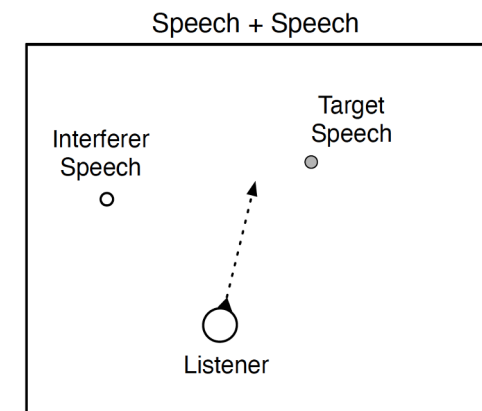 Speech + Speech
Target
Speech
Interferer
Speech
Listener